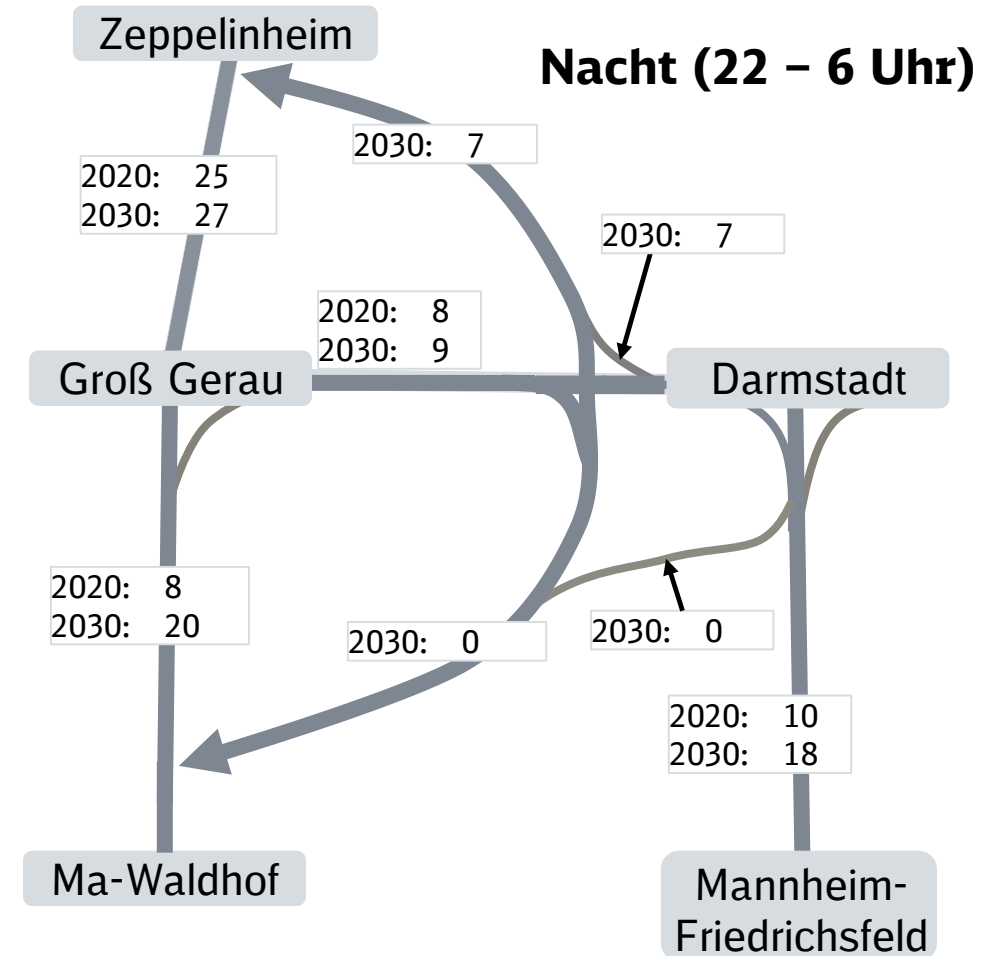 Zeppelinheim
Nacht (22 – 6 Uhr)
2030: 7
2020: 25
2030: 27
2030: 7
2020: 8
2030: 9
Groß Gerau
Darmstadt
2020: 8
2030: 20
2030: 0
2030: 0
2020: 10
2030: 18
Ma-Waldhof
Mannheim-
Friedrichsfeld